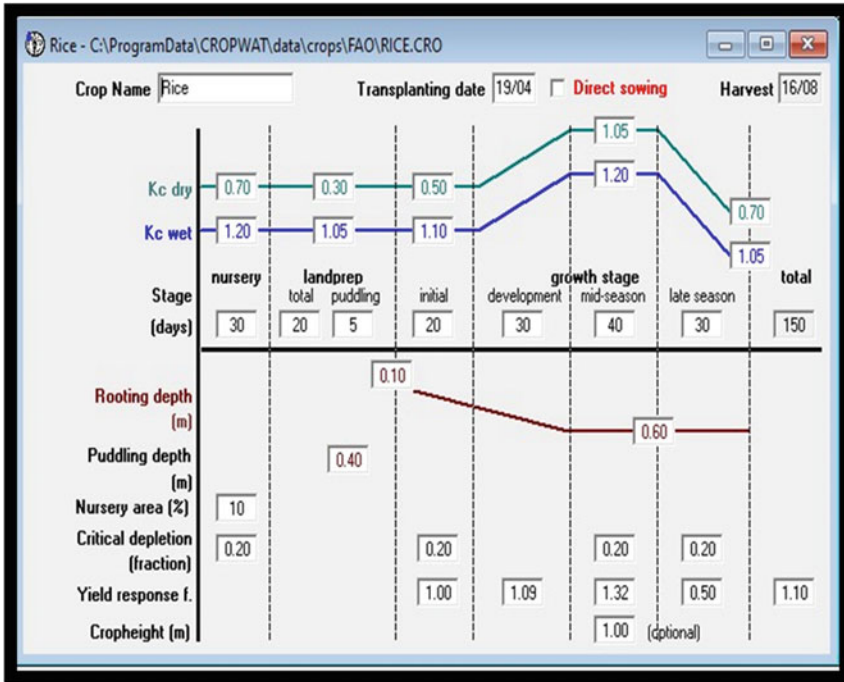 Rice - C:\ProgramData\CROPWAT\data\crops\FAO\RICE.CRO
Crop Name Rice Transplanting date 19/04 Direct sowing Harvest 16/08
1.05
Kc dry 0.70 0.30 0.50 1.20
0.70
Kc wet 1.20 1.05 1.10
1.05
nursery landprep growth stage total
Stage total puddling initial development mid-season late season
(days) 30 20 5 20 30 40 30 150
0.10
Rooting depth
(m) 0.60
Puddling depth 0.40
(m)
Nursery area (%) 10
Critical depletion 0.20 0.20 0.20 0.20
(fraction)
Yield response f. 1.00 1.09 1.32 0.50 1.10
Cropheight (m) 1.00 (optional)